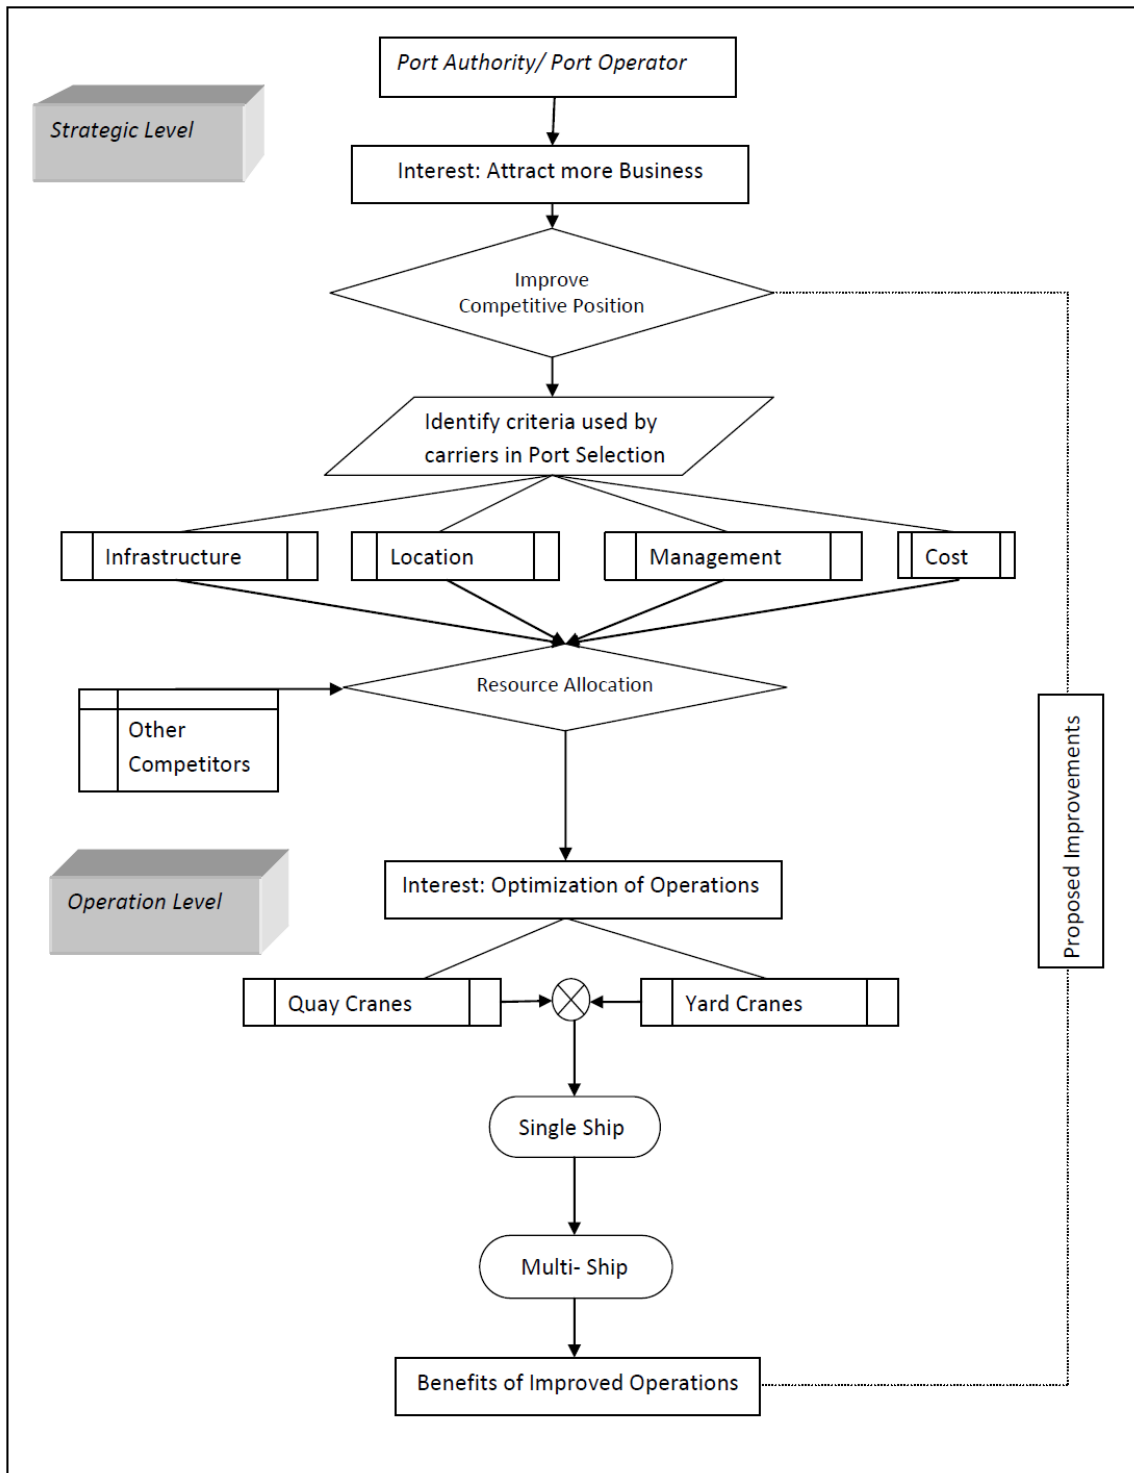 Port Authority/ Port Operator
Strategic Level
Interest: Attract more Business
Improve
Competitive Position
Identify criteria used by
carriers in Port Selection
Infrastructure
Location
Management
Cost
Resource Allocation
Other
Competitors
Proposed Improvements
Interest: Optimization of Operations
Operation Level
Quay Cranes
Yard Cranes
Single Ship
Multi- Ship
Benefits of Improved Operations